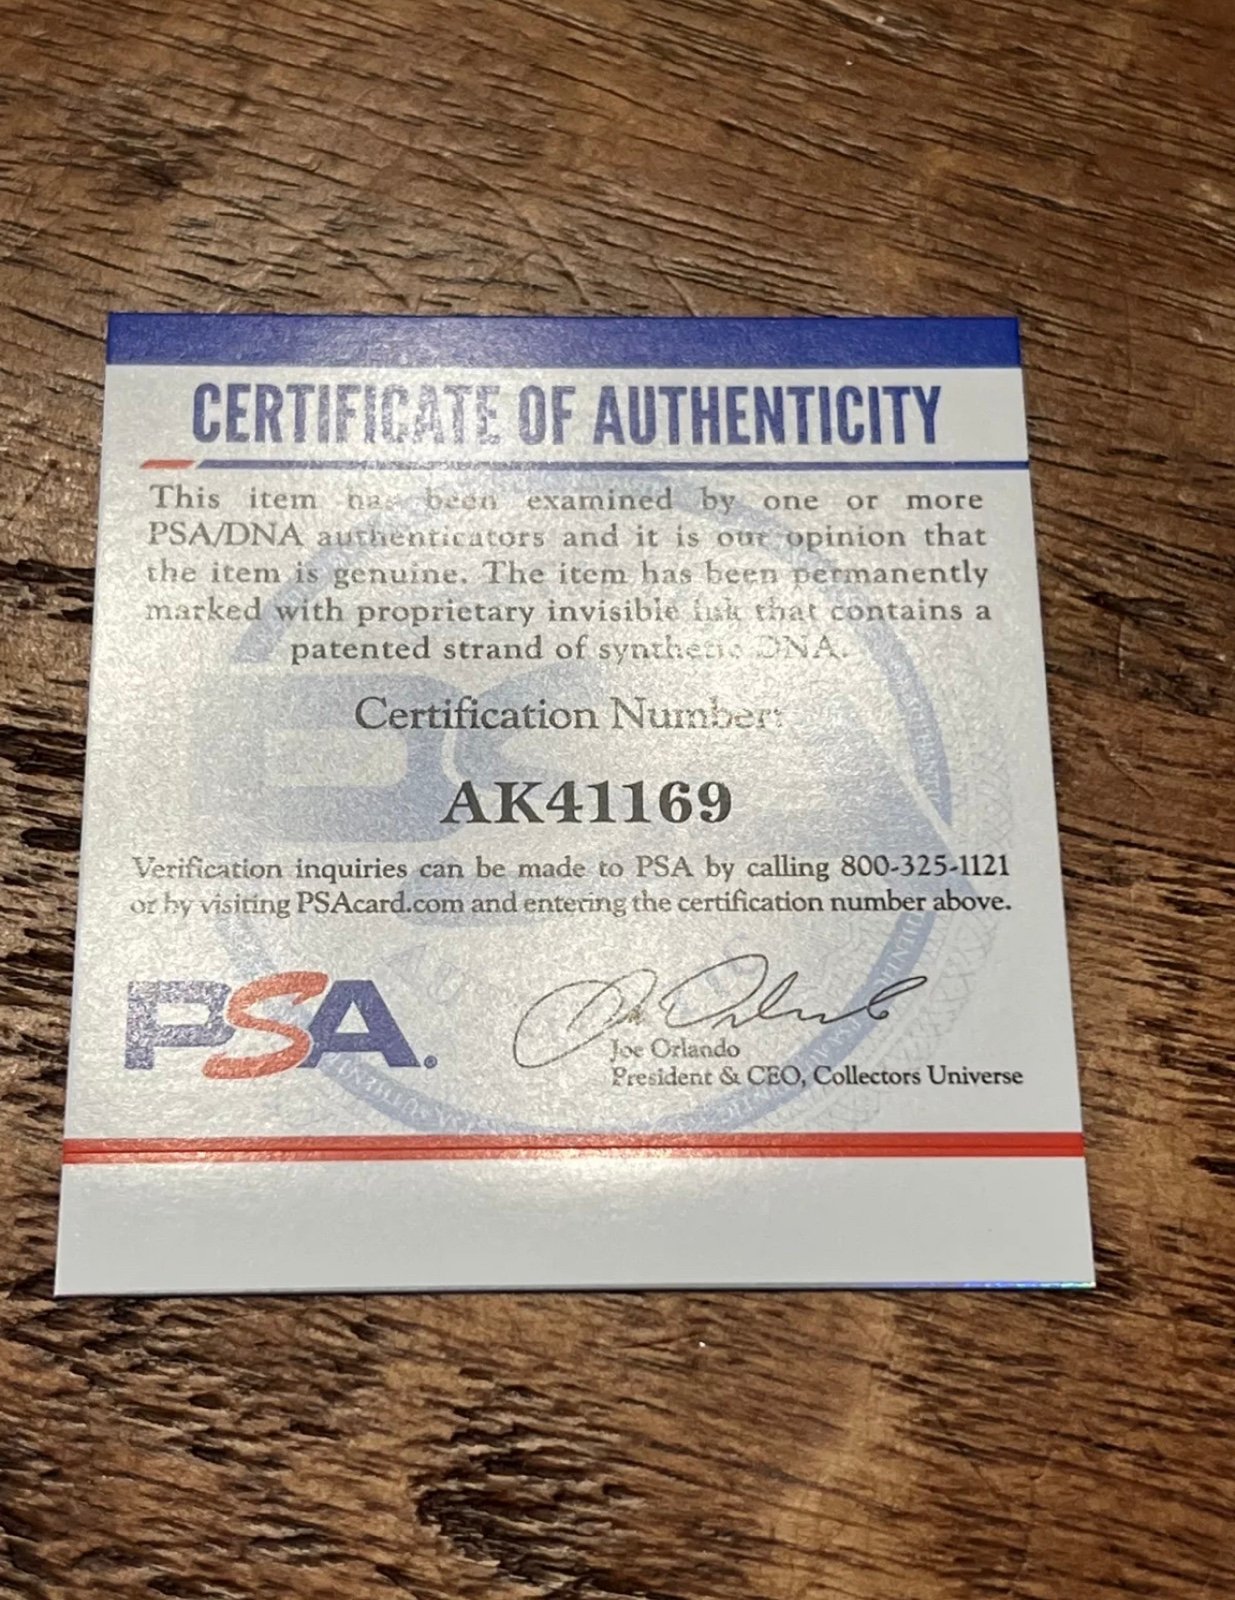 CERTIFICATE OF AUTHENTICITY
This item has been examined by one or more
PSA/DNA authenticators and it is our opinion that
the item is genuine. The item has been permanently
marked with proprietary invisible ink that contains a
patented strand of synthetic DNA.
Certification Number:
AK41169
Verification inquiries can be made to PSA by calling 800-325-1121
or by visiting PSAcard.com and entering the certification number above.
PSA
Joe Orlando
President & CEO, Collectors Universe